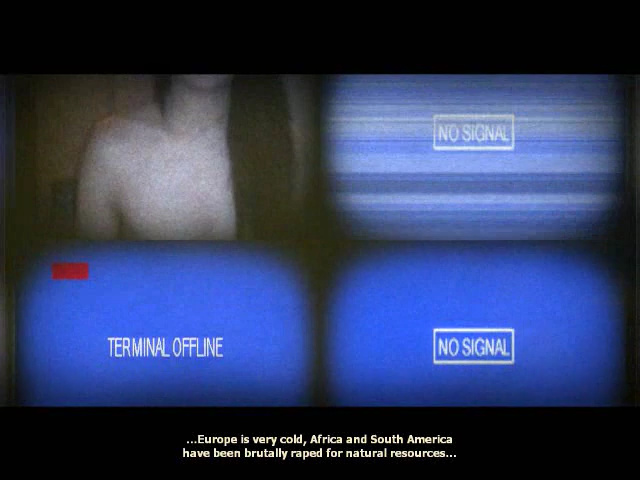 NO SIGNAL
TERMINAL OFFLINE
NO SIGNAL
...Europe is very cold, Africa and South America
have been brutally raped for natural resources...